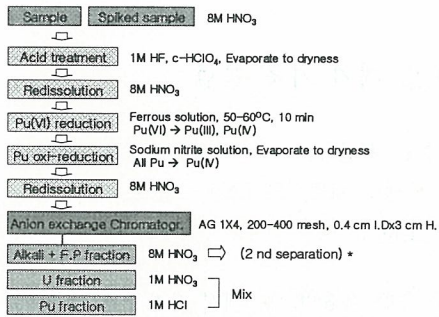 Sample Spiked sample 8M HNO₃
Acid treatment 1M HF, c-HClO₄, Evaporate to dryness
Redissolution 8M HNO₃
Pu(VI) reduction Ferrous solution, 50-60ºC, 10 min
Pu(VI) → Pu(III), Pu(IV)
Pu oxi-reduction Sodium nitrite solution, Evaporate to dryness
All Pu → Pu(IV)
Redissolution 8M HNO₃
Anion exchange Chromatogr. AG 1X4, 200-400 mesh, 0.4 cm I.Dx3 cm H.
Alkali + F.P fraction 8M HNO₃ ⇨ (2 nd separation) *
U fraction 1M HNO₃
Mix
Pu fraction 1M HCl